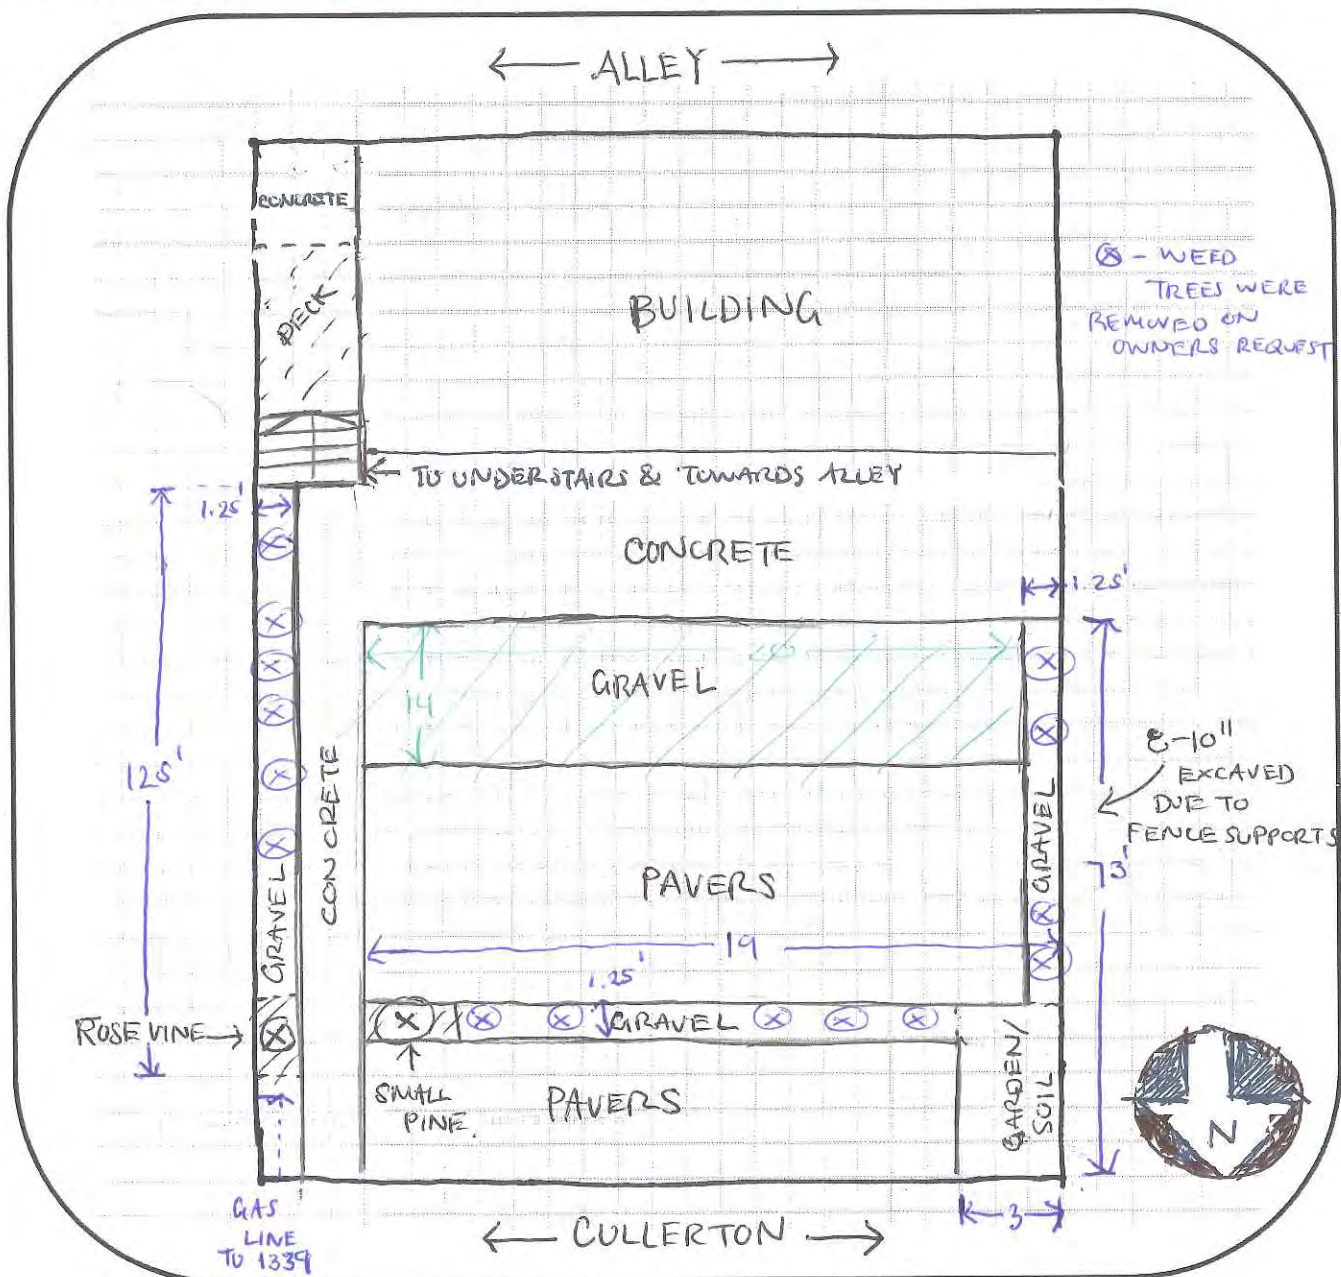 ALLEY
CONCRETE
DECK
BUILDING
⊗ - WEED
TREES WERE
REMOVED ON
OWNERS REQUEST
TO UNDERSTAIRS & TOWARDS ALLEY
1.25'
CONCRETE
1.25'
GRAVEL
14
8-10"
EXCAVED
DUE TO
FENCE SUPPORTS
125'
CONCRETE
GRAVEL
GRAVEL
73'
PAVERS
19
1.25'
GRAVEL
ROSE VINE
SMALL
PINE.
PAVERS
GARDEN/
SOIL
N
GAS
LINE
TO 1339
CULLERTON
3